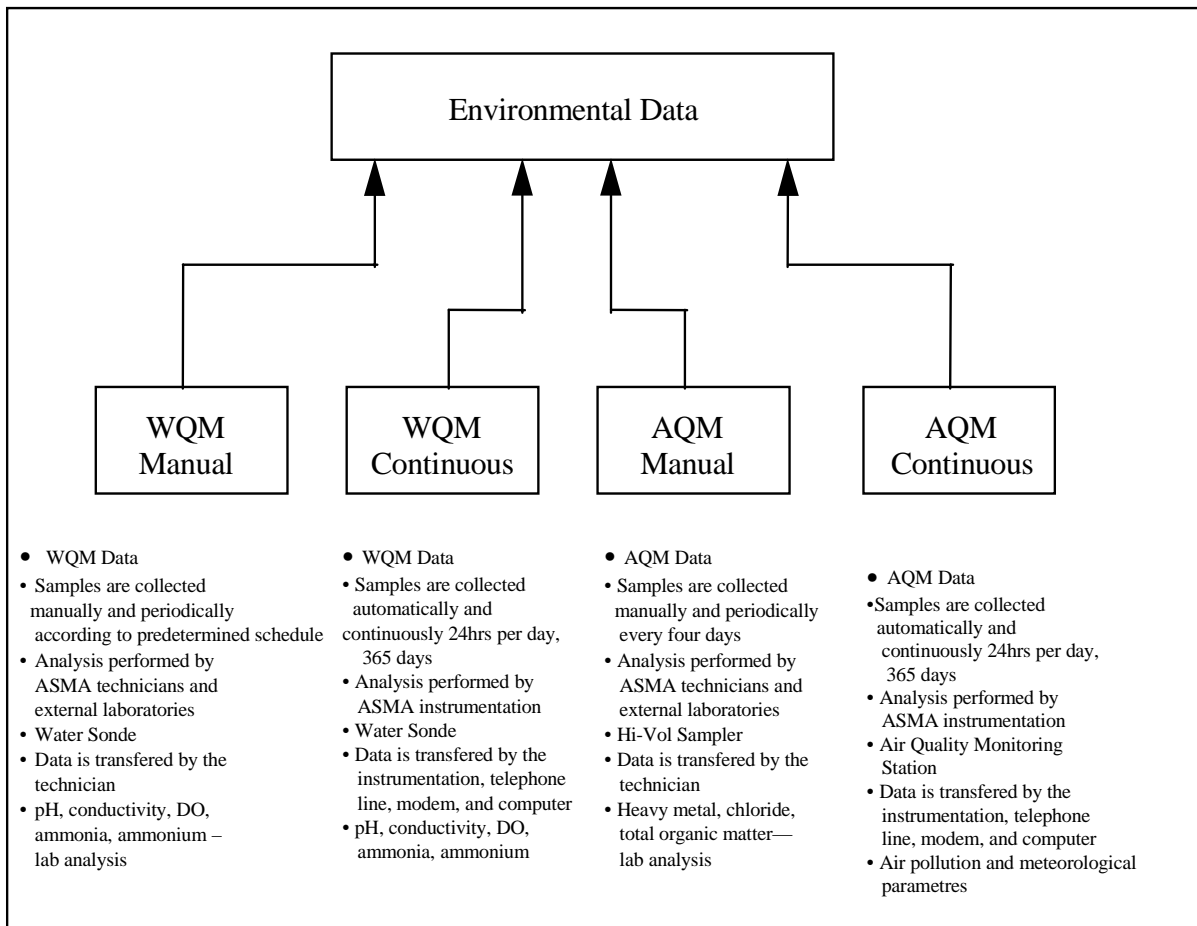 Environmental Data
WQM
Manual
WQM
Continuous
AQM
Manual
AQM
Continuous
• WQM Data
• Samples are collected
manually and periodically
according to predetermined schedule
• Analysis performed by
ASMA technicians and
external laboratories
• Water Sonde
• Data is transfered by the
technician
• pH, conductivity, DO,
ammonia, ammonium –
lab analysis
• WQM Data
• Samples are collected
automatically and
continuously 24hrs per day,
365 days
• Analysis performed by
ASMA instrumentation
• Water Sonde
• Data is transfered by the
instrumentation, telephone
line, modem, and computer
• pH, conductivity, DO,
ammonia, ammonium
• AQM Data
• Samples are collected
manually and periodically
every four days
• Analysis performed by
ASMA technicians and
external laboratories
• Hi-Vol Sampler
• Data is transfered by the
technician
• Heavy metal, chloride,
total organic matter—
lab analysis
• AQM Data
•Samples are collected
automatically and
continuously 24hrs per day,
365 days
• Analysis performed by
ASMA instrumentation
• Air Quality Monitoring
Station
• Data is transfered by the
instrumentation, telephone
line, modem, and computer
• Air pollution and meteorological
parametres